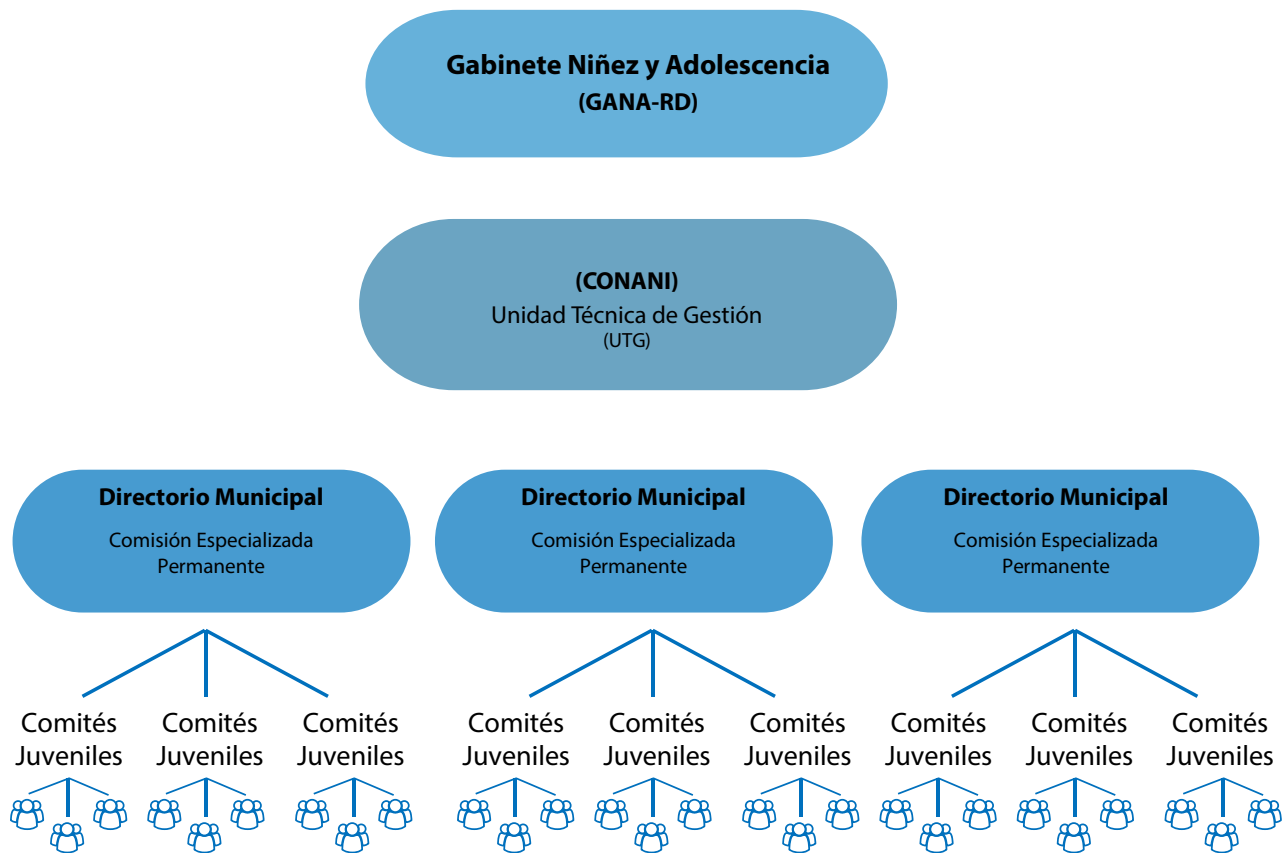 Gabinete Niñez y Adolescencia
(GANA-RD)
(CONANI)
Unidad Técnica de Gestión
(UTG)
Directorio Municipal
Comisión Especializada
Permanente
Directorio Municipal
Comisión Especializada
Permanente
Directorio Municipal
Comisión Especializada
Permanente
Comités
Juveniles
Comités
Juveniles
Comités
Juveniles
Comités
Juveniles
Comités
Juveniles
Comités
Juveniles
Comités
Juveniles
Comités
Juveniles
Comités
Juveniles